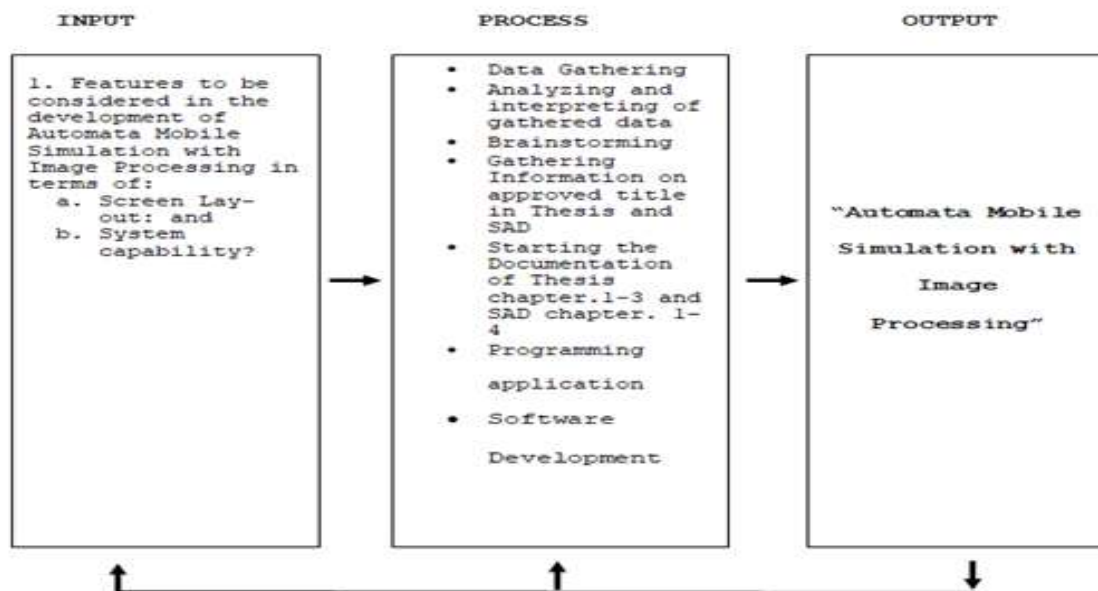 INPUT
PROCESS
OUTPUT
1. Features to be
considered in the
development of
Automata Mobile
Simulation with
Image Processing in
terms of:
a. Screen Lay-
out: and
b. System
capability?
• Data Gathering
• Analyzing and
interpreting of
gathered data
• Brainstorming
• Gathering
Information on
approved title
in Thesis and
SAD
• Starting the
Documentation
of Thesis
chapter.1-3 and
SAD chapter. 1-
4
• Programming
application
• Software
Development
"Automata Mobile
Simulation with
Image
Processing"